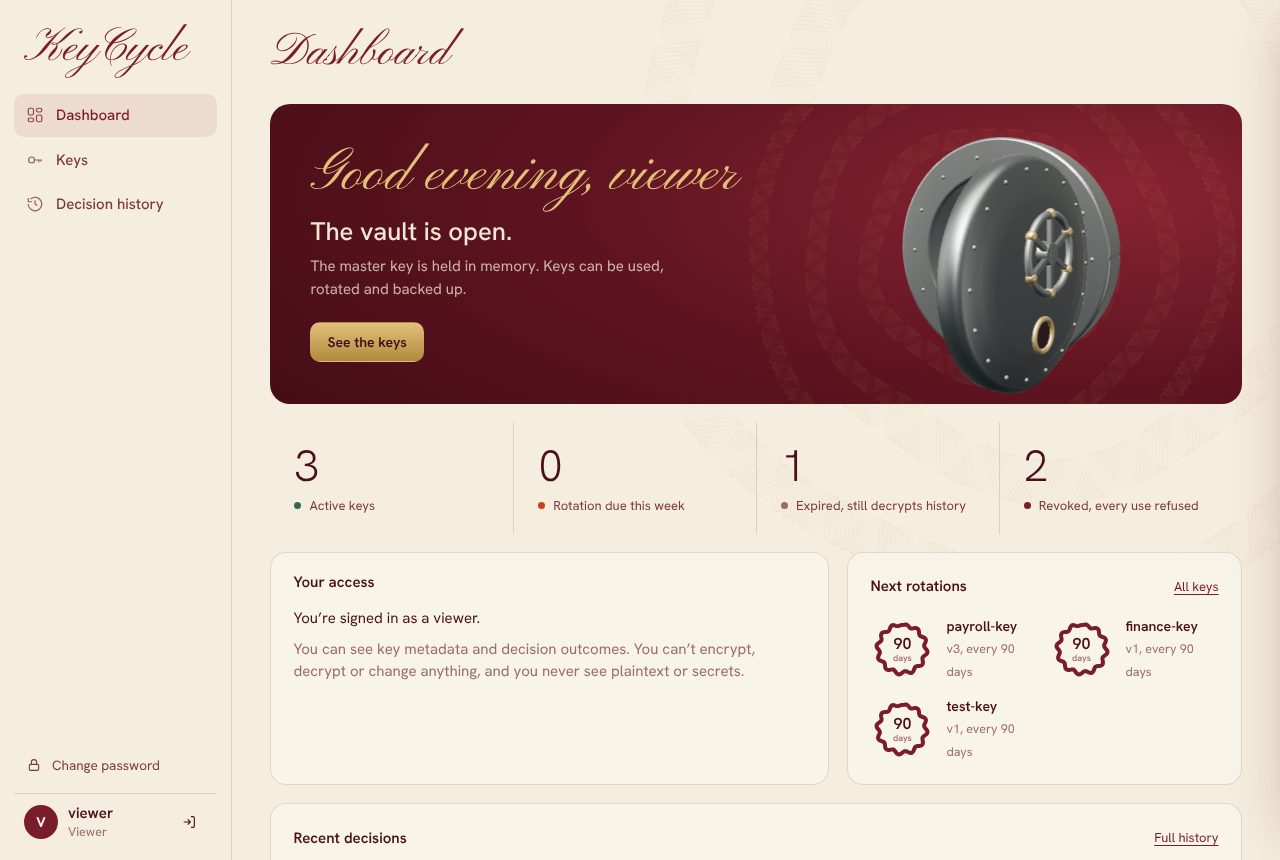 KeyCycle
Dashboard
Keys
Decision history
Change password
V
viewer
Viewer
Dashboard
Good evening, viewer
The vault is open.
The master key is held in memory. Keys can be used,
rotated and backed up.
See the keys
3
Active keys
0
Rotation due this week
1
Expired, still decrypts history
2
Revoked, every use refused
Your access
You’re signed in as a viewer.
You can see key metadata and decision outcomes. You can’t encrypt,
decrypt or change anything, and you never see plaintext or secrets.
Next rotations
All keys
90
days
payroll-key
v3, every 90
days
90
days
finance-key
v1, every 90
days
90
days
test-key
v1, every 90
days
Recent decisions
Full history